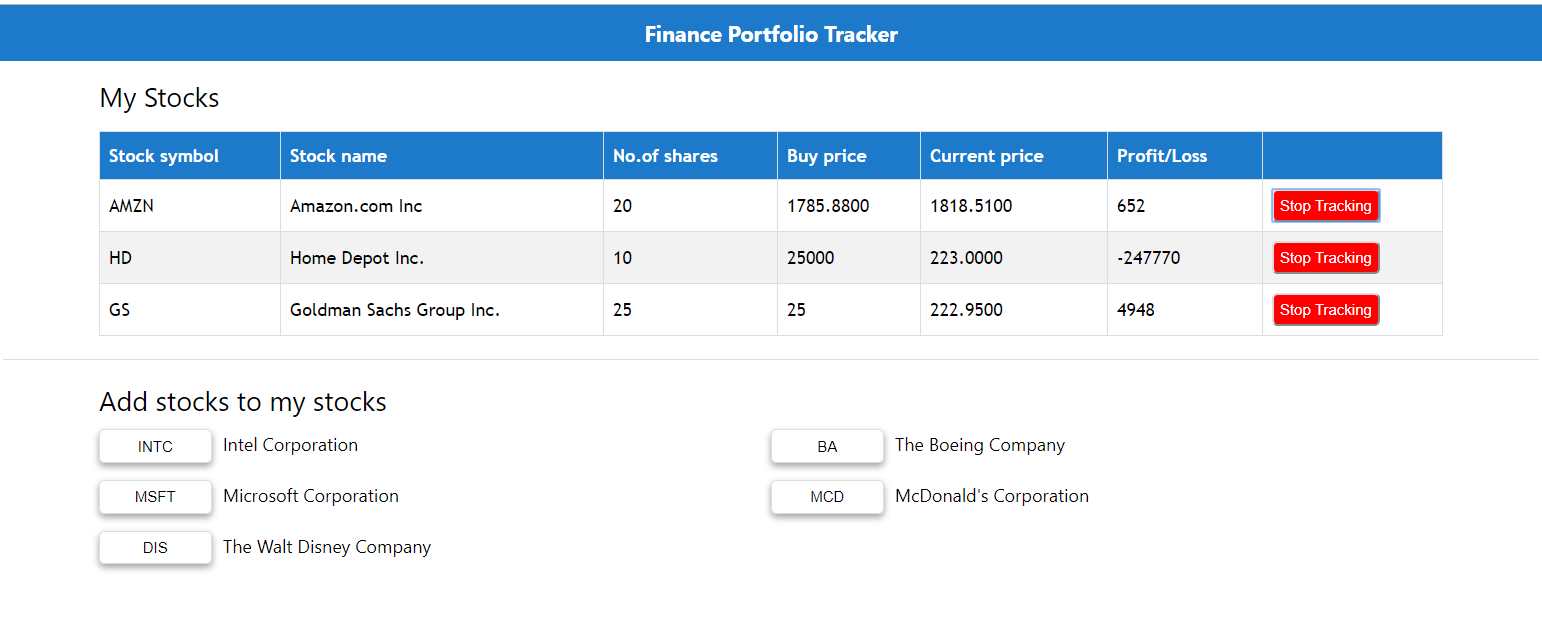 Finance Portfolio Tracker
My Stocks
Stock symbol Stock name No.of shares Buy price Current price Profit/Loss
AMZN Amazon.com Inc 20 1785.8800 1818.5100 652 Stop Tracking
HD Home Depot Inc. 10 25000 223.0000 -247770 Stop Tracking
GS Goldman Sachs Group Inc. 25 25 222.9500 4948 Stop Tracking
Add stocks to my stocks
INTC Intel Corporation BA The Boeing Company
MSFT Microsoft Corporation MCD McDonald's Corporation
DIS The Walt Disney Company